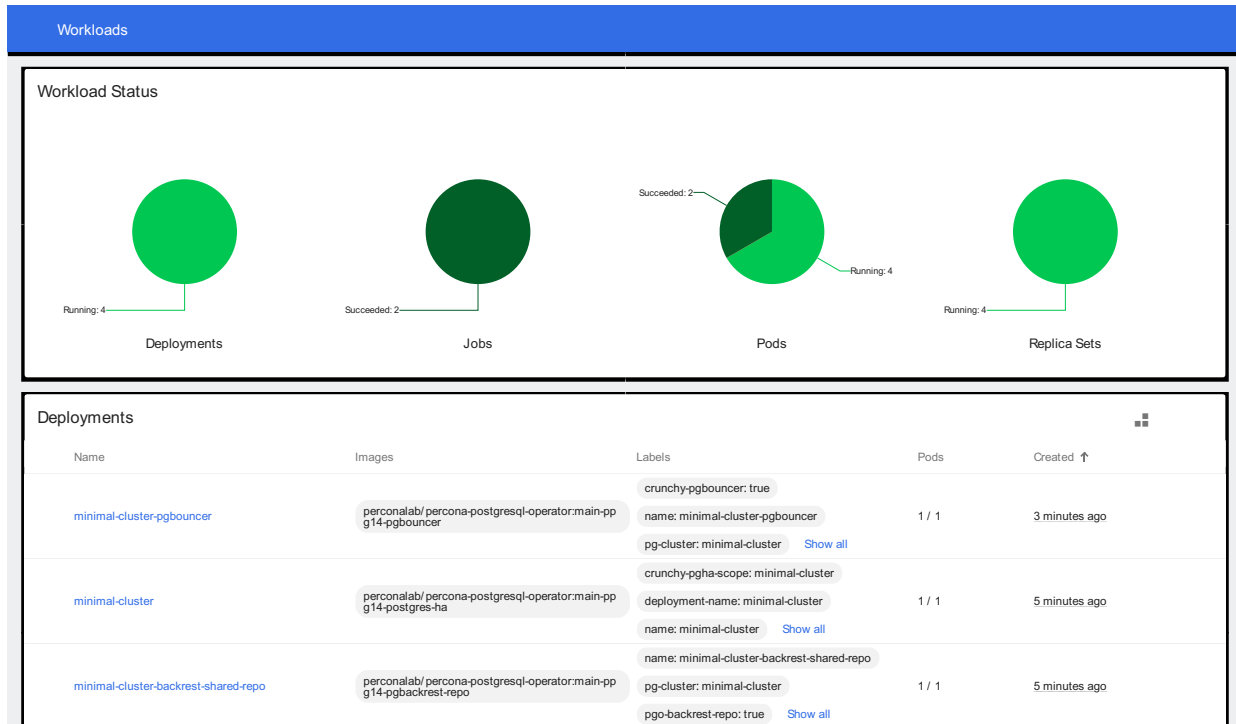 Workloads
Workload Status
Succeeded: 2
Running: 4
Running: 4
Succeeded: 2
Running: 4
Deployments
Jobs
Pods
Replica Sets
Deployments
Name
Images
Labels
Pods
Created
minimal-cluster-pgbouncer
perconalab/percona-postgresql-operator:main-pp
g14-pgbouncer
crunchy-pgbouncer: true
name: minimal-cluster-pgbouncer
pg-cluster: minimal-cluster
Show all
1 / 1
3 minutes ago
minimal-cluster
perconalab/percona-postgresql-operator:main-pp
g14-postgres-ha
crunchy-pgha-scope: minimal-cluster
deployment-name: minimal-cluster
name: minimal-cluster
Show all
1 / 1
5 minutes ago
minimal-cluster-backrest-shared-repo
perconalab/percona-postgresql-operator:main-pp
g14-pgbackrest-repo
name: minimal-cluster-backrest-shared-repo
pg-cluster: minimal-cluster
pgo-backrest-repo: true
Show all
1 / 1
5 minutes ago